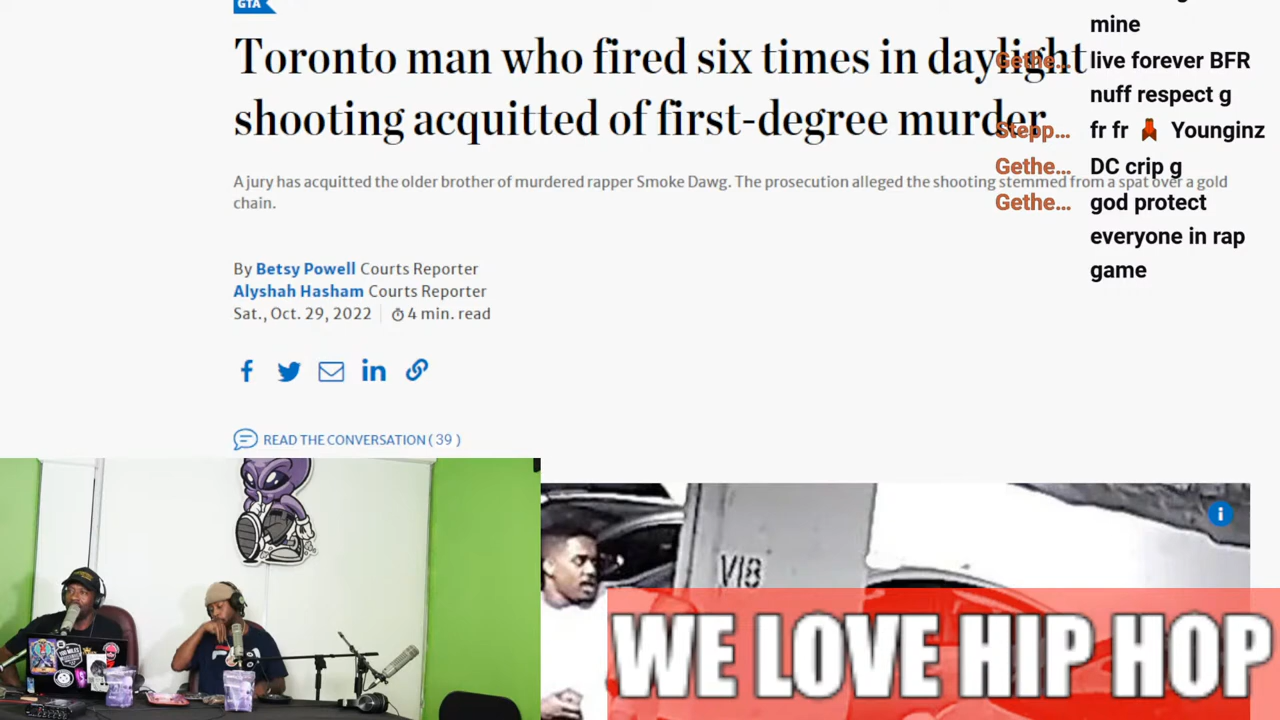 GTA
Toronto man who fired six times in daylight
shooting acquitted of first-degree murder
A jury has acquitted the older brother of murdered rapper Smoke Dawg. The prosecution alleged the shooting stemmed from a spat over a gold
chain.
By Betsy Powell Courts Reporter
Alyshah Hasham Courts Reporter
Sat., Oct. 29, 2022 4 min. read
READ THE CONVERSATION ( 39 )
mine
Gethe... live forever BFR
nuff respect g
Stepp... fr fr Younginz
Gethe... DC crip g
Gethe... god protect
everyone in rap
game
V18
WE LOVE HIP HOP